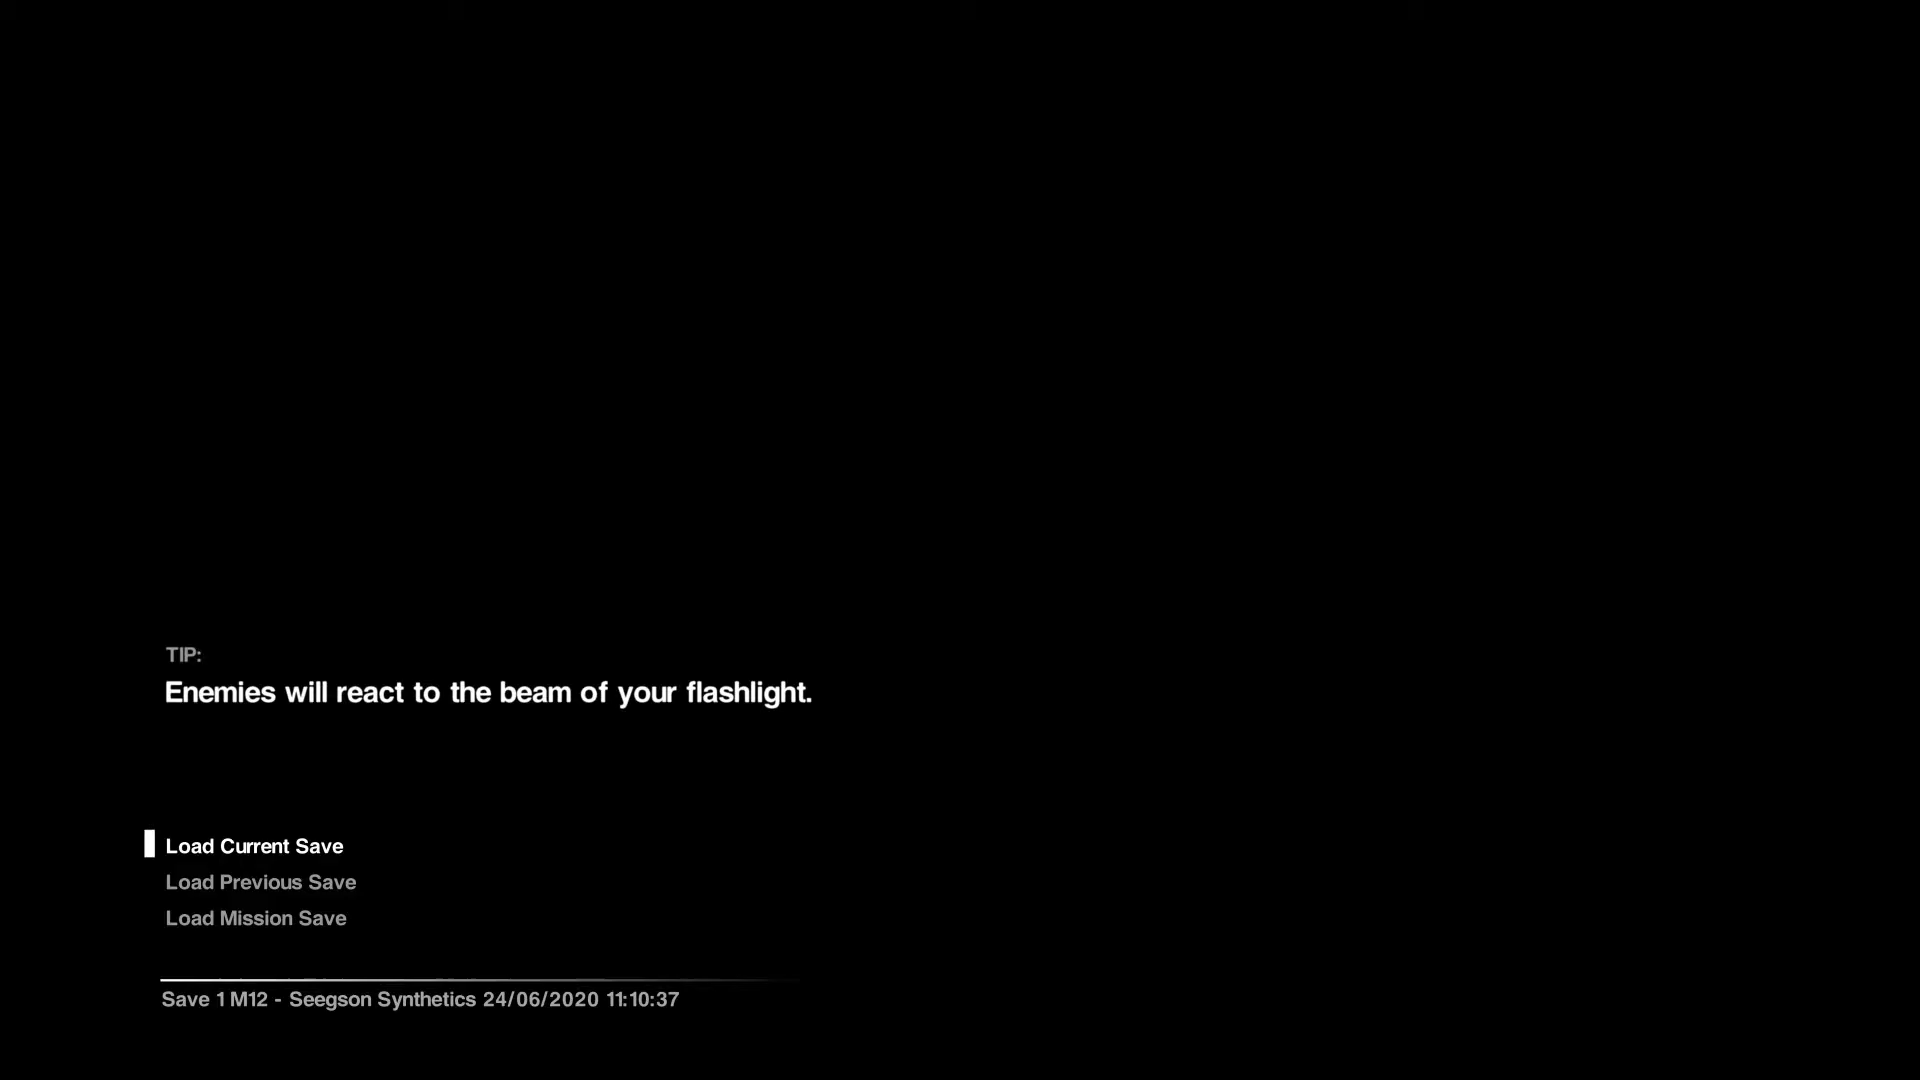 TIP:
Enemies will react to the beam of your flashlight.
Load Current Save
Load Previous Save
Load Mission Save
Save 1 M12 - Seegson Synthetics 24/06/2020 11:10:37